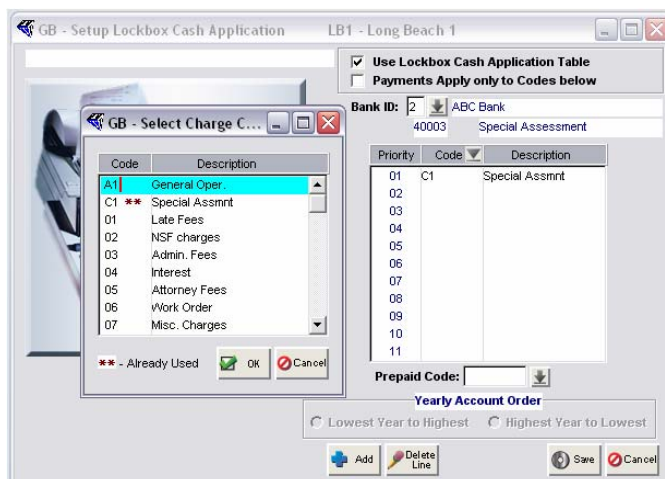 GB - Setup Lockbox Cash Application LB1 - Long Beach 1
Use Lockbox Cash Application Table
Payments Apply only to Codes below
Bank ID: 2 ABC Bank
40003 Special Assessment
Priority Code Description
01 C1 Special Assmnt
02
03
04
05
06
07
08
09
10
11
Prepaid Code:
Yearly Account Order
Lowest Year to Highest Highest Year to Lowest
Add Delete Line Save Cancel
GB - Select Charge C...
Code Description
A1 General Oper.
C1 ** Special Assmnt
01 Late Fees
02 NSF charges
03 Admin. Fees
04 Interest
05 Attorney Fees
06 Work Order
07 Misc. Charges
** - Already Used OK Cancel